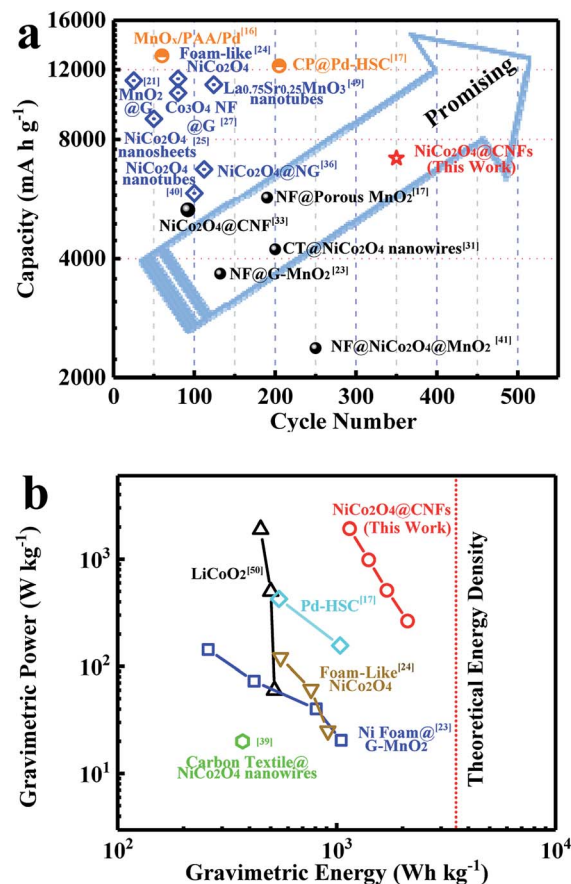 a
16000
12000
8000
4000
2000
Capacity (mA h g⁻¹)
MnOₓ/PAA/Pd[16]
Foam-like[24]
NiCo2O4
CP@Pd-HSC[17]
[21]
MnO2
@G
Co3O4 NF
@G [27]
La0.75Sr0.25MnO3[49]
nanotubes
NiCo2O4[25]
nanosheets
NiCo2O4
nanotubes
[40]
NiCo2O4@NG[36]
Promising
NiCo2O4@CNFs
(This Work)
NF@Porous MnO2[17]
NiCo2O4@CNF[33]
CT@NiCo2O4 nanowires[31]
NF@G-MnO2[23]
NF@NiCo2O4@MnO2 [41]
0 100 200 300 400 500
Cycle Number
b
10³
10²
10¹
Gravimetric Power (W kg⁻¹)
NiCo2O4@CNFs
(This Work)
LiCoO2[50]
Pd-HSC[17]
Foam-Like[24]
NiCo2O4
Ni Foam@[23]
G-MnO2
[39]
Carbon Textile@
NiCo2O4 nanowires
Theoretical Energy Density
10² 10³ 10⁴
Gravimetric Energy (Wh kg⁻¹)